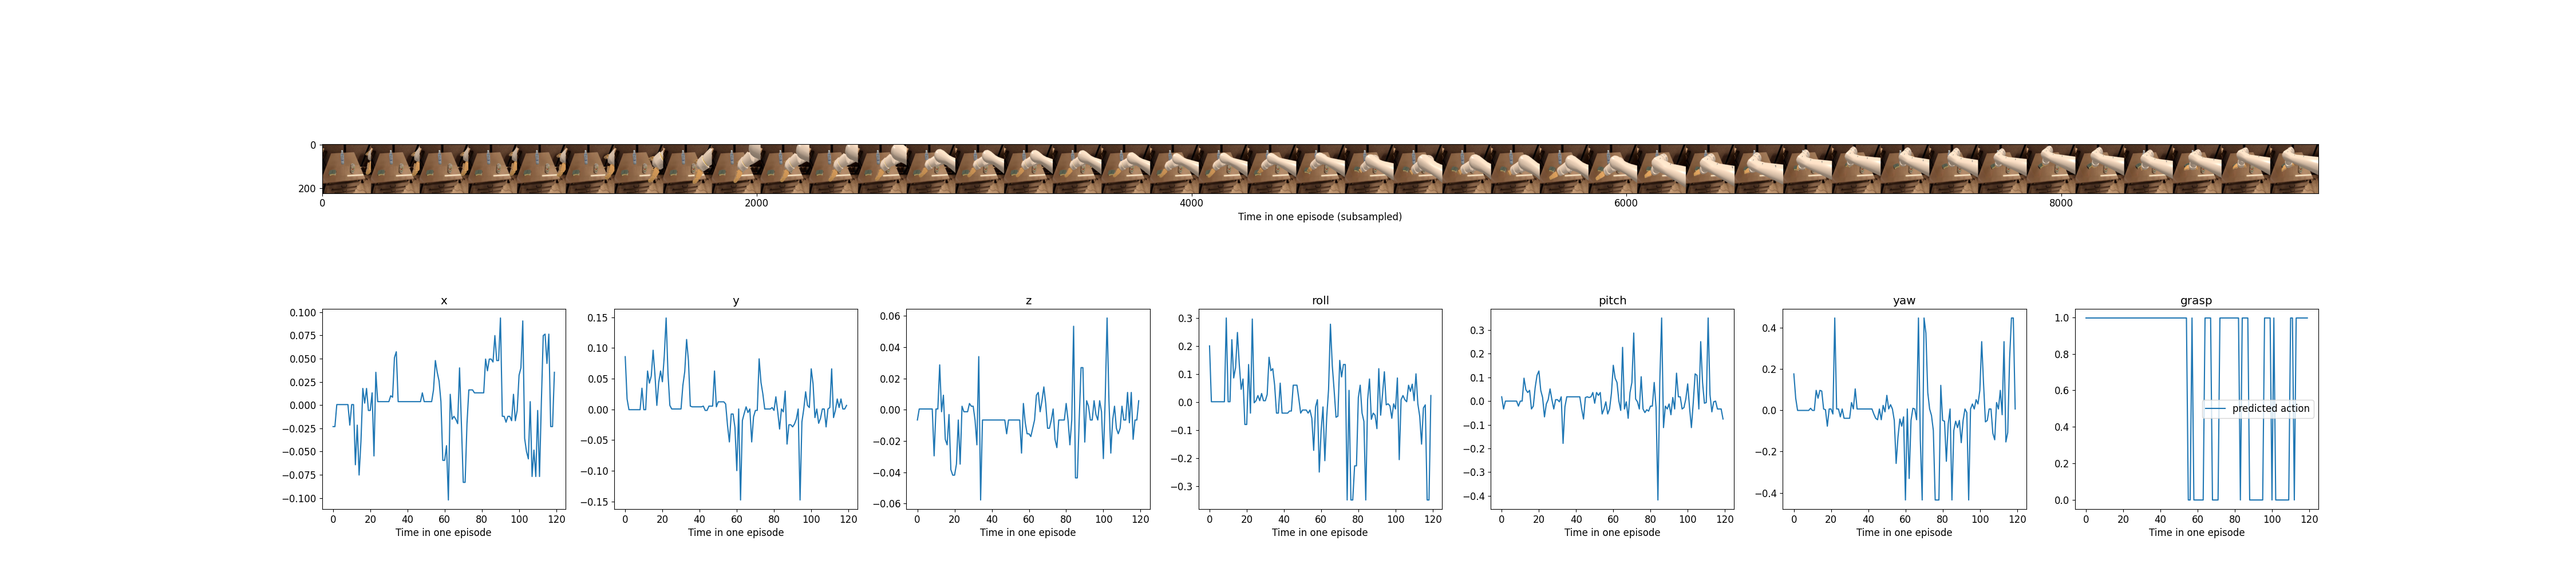 0
200
0 2000 4000 6000 8000
Time in one episode (subsampled)
x
0.100
0.075
0.050
0.025
0.000
−0.025
−0.050
−0.075
−0.100
0 20 40 60 80 100 120
Time in one episode
y
0.15
0.10
0.05
0.00
−0.05
−0.10
−0.15
0 20 40 60 80 100 120
Time in one episode
z
0.06
0.04
0.02
0.00
−0.02
−0.04
−0.06
0 20 40 60 80 100 120
Time in one episode
roll
0.3
0.2
0.1
0.0
−0.1
−0.2
−0.3
0 20 40 60 80 100 120
Time in one episode
pitch
0.3
0.2
0.1
0.0
−0.1
−0.2
−0.3
−0.4
0 20 40 60 80 100 120
Time in one episode
yaw
0.4
0.2
0.0
−0.2
−0.4
0 20 40 60 80 100 120
Time in one episode
grasp
1.0
0.8
0.6
0.4
0.2
0.0
predicted action
0 20 40 60 80 100 120
Time in one episode